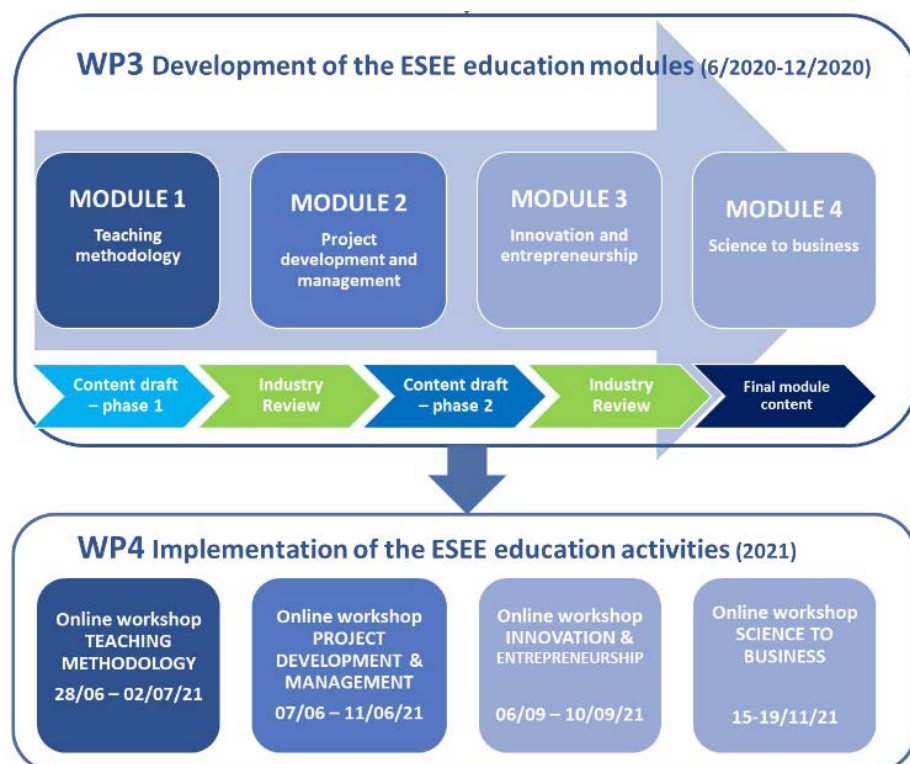 WP3 Development of the ESEE education modules (6/2020-12/2020)
MODULE 1
Teaching
methodology
MODULE 2
Project
development and
management
MODULE 3
Innovation and
entrepreneurship
MODULE 4
Science to business
Content draft
– phase 1
Industry
Review
Content draft
– phase 2
Industry
Review
Final module
content
WP4 Implementation of the ESEE education activities (2021)
Online workshop
TEACHING
METHODOLOGY
28/06 – 02/07/21
Online workshop
PROJECT
DEVELOPMENT &
MANAGEMENT
07/06 – 11/06/21
Online workshop
INNOVATION &
ENTREPRENEURSHIP
06/09 – 10/09/21
Online workshop
SCIENCE TO
BUSINESS
15-19/11/21